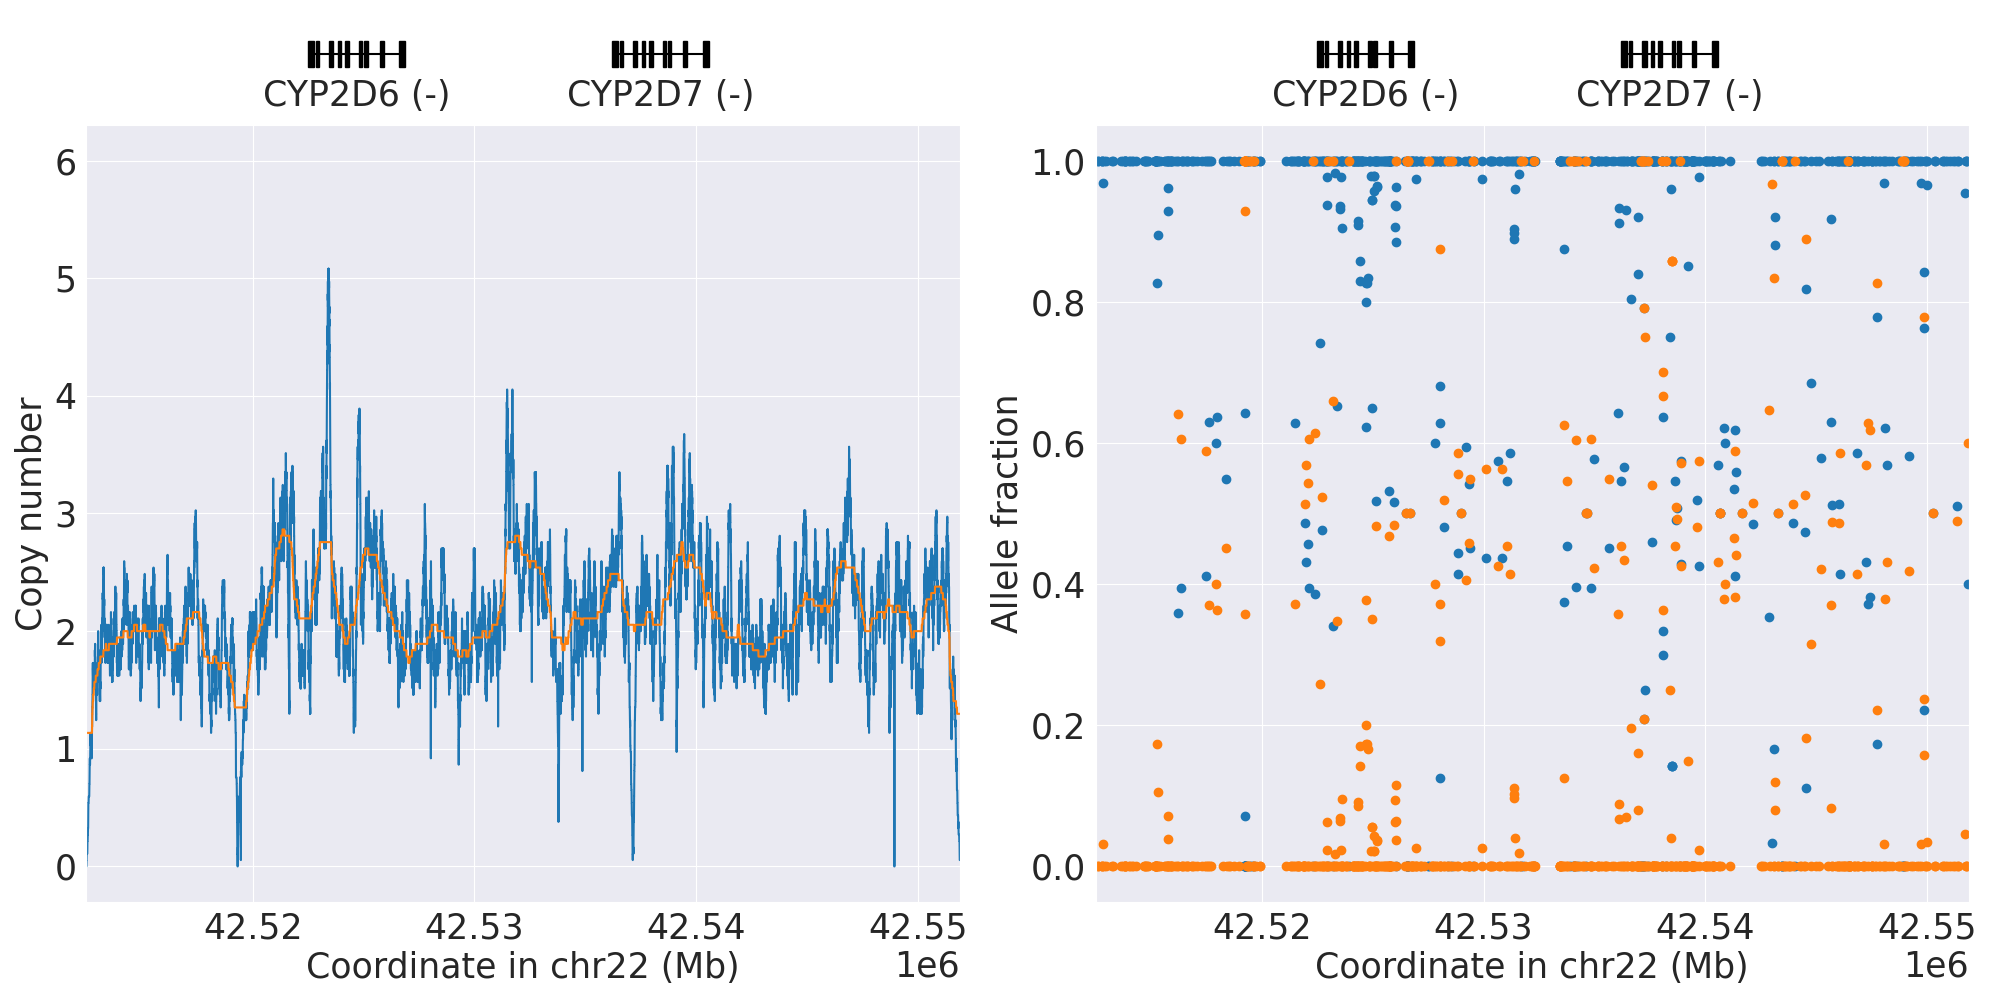 CYP2D6 (-) CYP2D7 (-)
6
5
4
3
2
1
0
Copy number
42.52 42.53 42.54 42.55
Coordinate in chr22 (Mb) 1e6
CYP2D6 (-) CYP2D7 (-)
1.0
0.8
0.6
0.4
0.2
0.0
Allele fraction
42.52 42.53 42.54 42.55
Coordinate in chr22 (Mb) 1e6